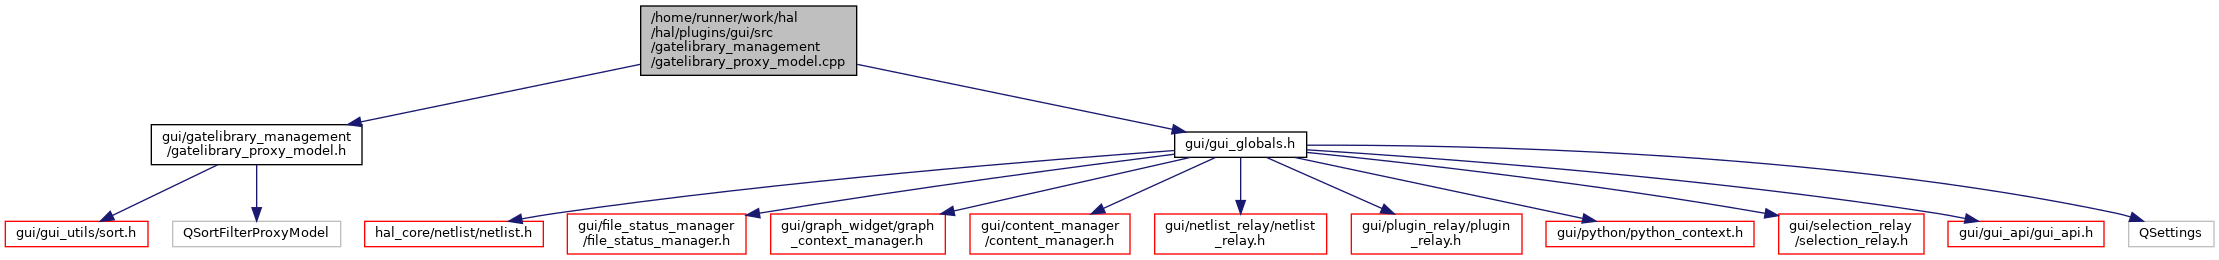 /home/runner/work/hal
/hal/plugins/gui/src
/gatelibrary_management
/gatelibrary_proxy_model.cpp
gui/gatelibrary_management
/gatelibrary_proxy_model.h
gui/gui_globals.h
gui/gui_utils/sort.h
QSortFilterProxyModel
hal_core/netlist/netlist.h
gui/file_status_manager
/file_status_manager.h
gui/graph_widget/graph
_context_manager.h
gui/content_manager
/content_manager.h
gui/netlist_relay/netlist
_relay.h
gui/plugin_relay/plugin
_relay.h
gui/python/python_context.h
gui/selection_relay
/selection_relay.h
gui/gui_api/gui_api.h
QSettings